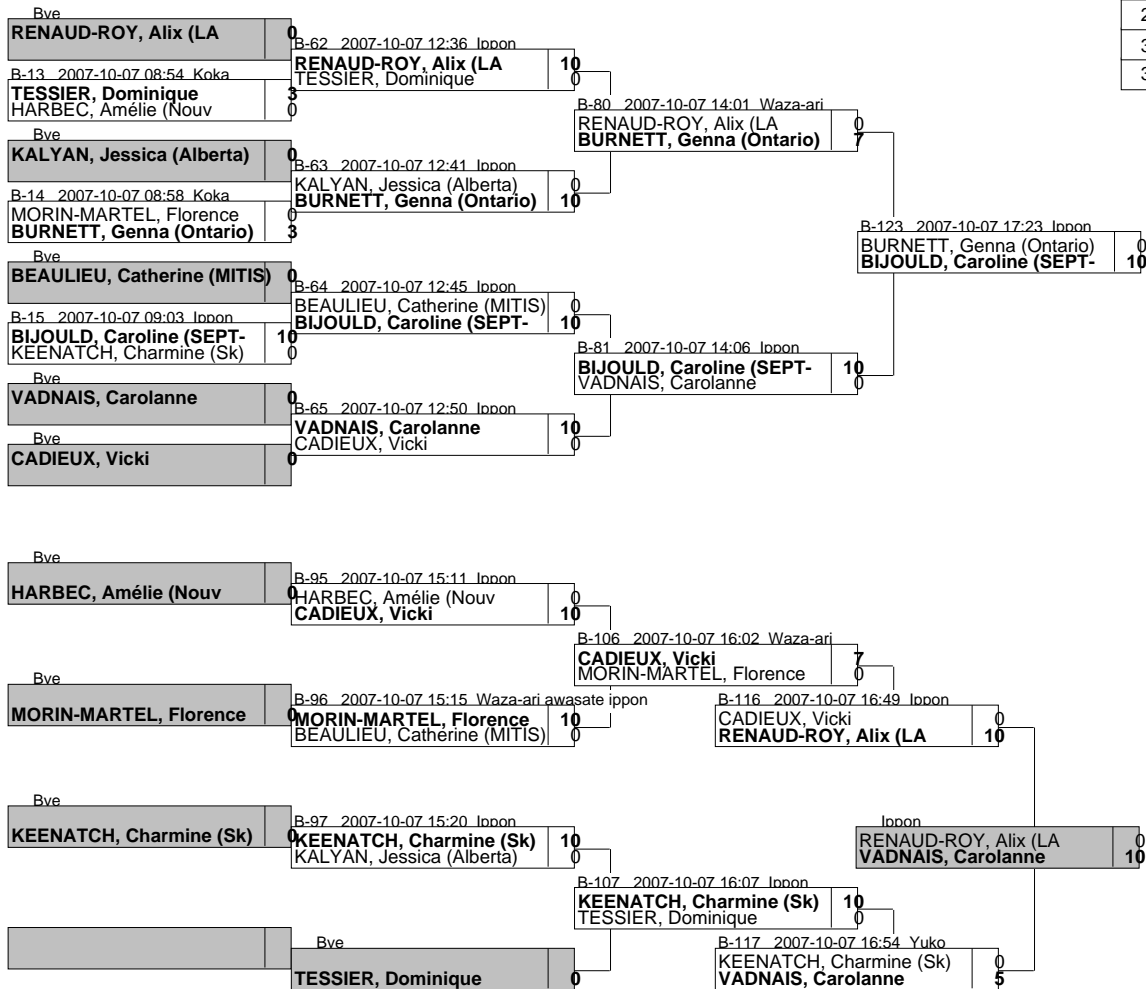 Bye
RENAUD-ROY, Alix (LA 0
B-13 2007-10-07 08:54 Koka
TESSIER, Dominique 3
HARBEC, Amélie (Nouv 0
Bye
KALYAN, Jessica (Alberta) 0
B-14 2007-10-07 08:58 Koka
MORIN-MARTEL, Florence 0
BURNETT, Genna (Ontario) 3
Bye
BEAULIEU, Catherine (MITIS) 0
B-15 2007-10-07 09:03 Ippon
BIJOULD, Caroline (SEPT- 10
KEENATCH, Charmine (Sk) 0
Bye
VADNAIS, Carolanne 0
Bye
CADIEUX, Vicki 0
B-62 2007-10-07 12:36 Ippon
RENAUD-ROY, Alix (LA 10
TESSIER, Dominique 0
B-63 2007-10-07 12:41 Ippon
KALYAN, Jessica (Alberta) 0
BURNETT, Genna (Ontario) 10
B-64 2007-10-07 12:45 Ippon
BEAULIEU, Catherine (MITIS) 0
BIJOULD, Caroline (SEPT- 10
B-65 2007-10-07 12:50 Ippon
VADNAIS, Carolanne 10
CADIEUX, Vicki 0
B-80 2007-10-07 14:01 Waza-ari
RENAUD-ROY, Alix (LA 0
BURNETT, Genna (Ontario) 7
B-81 2007-10-07 14:06 Ippon
BIJOULD, Caroline (SEPT- 10
VADNAIS, Carolanne 0
B-123 2007-10-07 17:23 Ippon
BURNETT, Genna (Ontario) 0
BIJOULD, Caroline (SEPT- 10
2
3
3
Bye
HARBEC, Amélie (Nouv 0
Bye
MORIN-MARTEL, Florence 0
Bye
KEENATCH, Charmine (Sk) 0
B-95 2007-10-07 15:11 Ippon
HARBEC, Amélie (Nouv 0
CADIEUX, Vicki 10
B-96 2007-10-07 15:15 Waza-ari awasate ippon
MORIN-MARTEL, Florence 10
BEAULIEU, Catherine (MITIS) 0
B-97 2007-10-07 15:20 Ippon
KEENATCH, Charmine (Sk) 10
KALYAN, Jessica (Alberta) 0
Bye
TESSIER, Dominique 0
B-106 2007-10-07 16:02 Waza-ari
CADIEUX, Vicki 7
MORIN-MARTEL, Florence 0
B-107 2007-10-07 16:07 Ippon
KEENATCH, Charmine (Sk) 10
TESSIER, Dominique 0
B-116 2007-10-07 16:49 Ippon
CADIEUX, Vicki 0
RENAUD-ROY, Alix (LA 10
B-117 2007-10-07 16:54 Yuko
KEENATCH, Charmine (Sk) 0
VADNAIS, Carolanne 5
Ippon
RENAUD-ROY, Alix (LA 0
VADNAIS, Carolanne 10